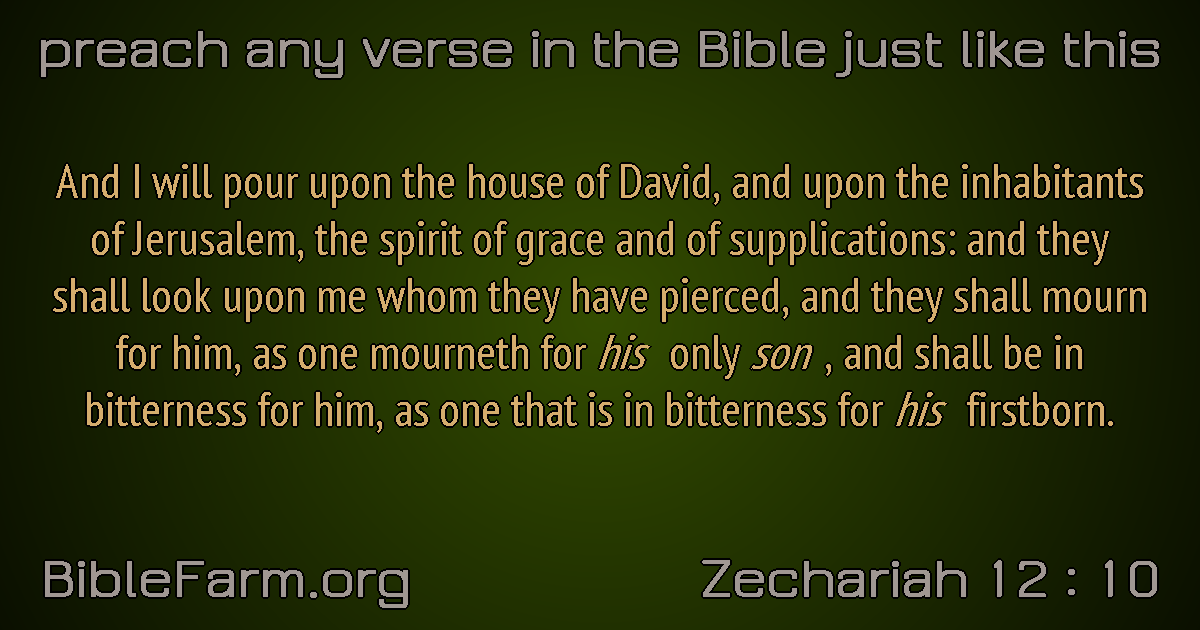 preach any verse in the Bible just like this
And I will pour upon the house of David, and upon the inhabitants
of Jerusalem, the spirit of grace and of supplications: and they
shall look upon me whom they have pierced, and they shall mourn
for him, as one mourneth for his only son , and shall be in
bitterness for him, as one that is in bitterness for his firstborn.
BibleFarm.org
Zechariah 12 : 10